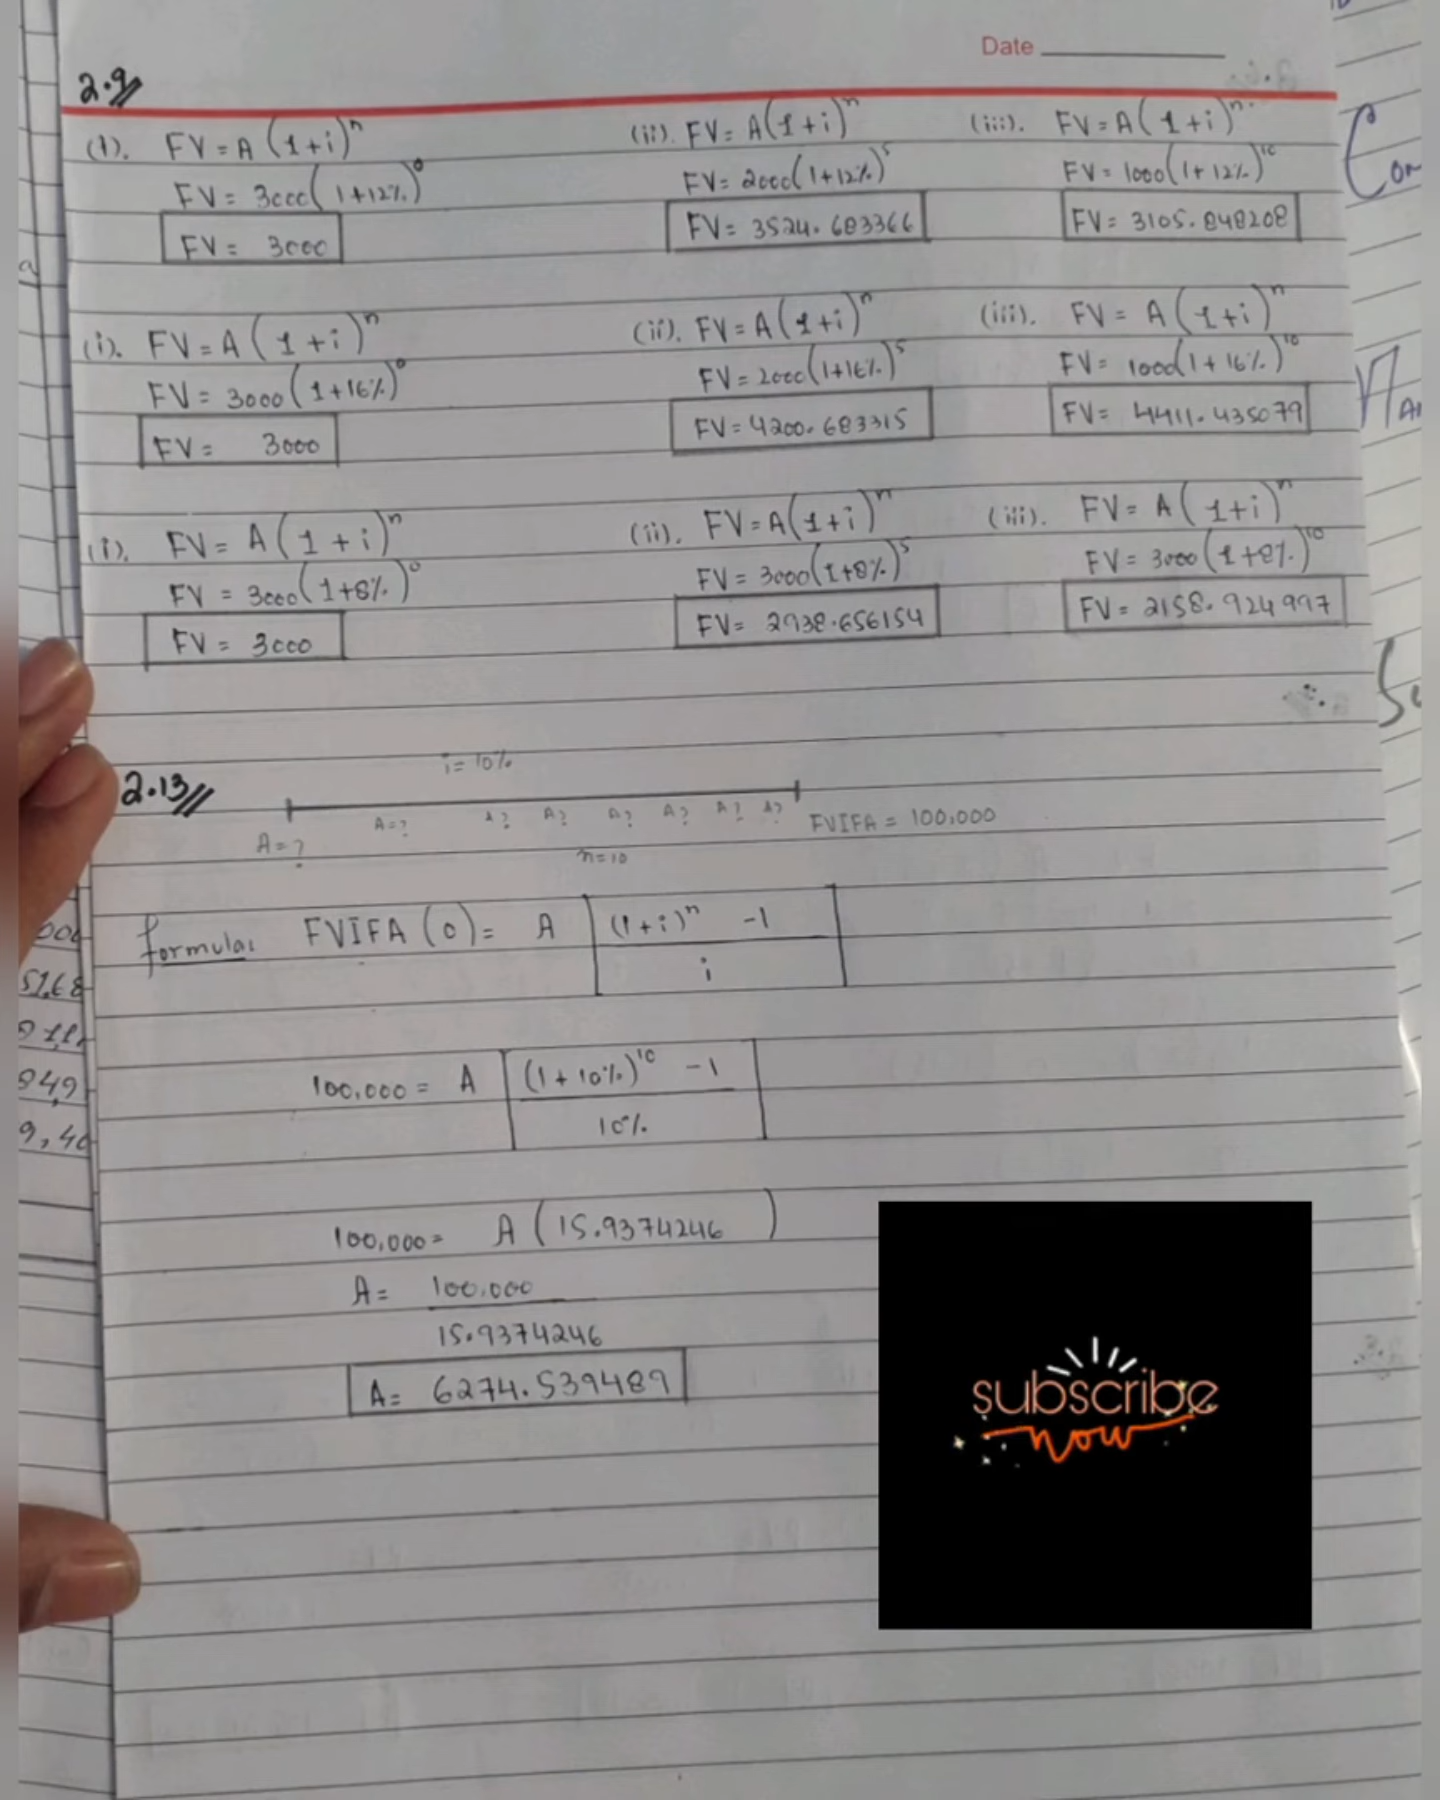 Date
2.9
(i). FV = A (1+i)^n
FV = 3000 (1+12%)^0
FV = 3000
(ii). FV = A(1+i)^n
FV = 2000(1+12%)^5
FV = 3524.683366
(iii). FV = A(1+i)^n
FV = 1000(1+12%)^10
FV = 3105.848208
(i). FV = A (1+i)^n
FV = 3000 (1+16%)^0
FV = 3000
(ii). FV = A(1+i)^n
FV = 2000(1+16%)^5
FV = 4200.683315
(iii). FV = A (1+i)^n
FV = 1000(1+16%)^10
FV = 4411.435079
(i). FV = A (1+i)^n
FV = 3000(1+8%)^0
FV = 3000
(ii). FV = A(1+i)^n
FV = 3000(1+8%)^5
FV = 2938.656154
(iii). FV = A (1+i)^n
FV = 3000(1+8%)^10
FV = 2158.924997
2.13
i = 10%
A = ? A = ? A? A? A? A? A? A? FVIFA = 100,000
n = 10
formula: FVIFA (0) = A [(1+i)^n - 1 / i]
100,000 = A [(1+10%)^10 - 1 / 10%]
100,000 = A (15.9374246)
A = 100,000
15.9374246
A = 6274.539489
subscribe
now